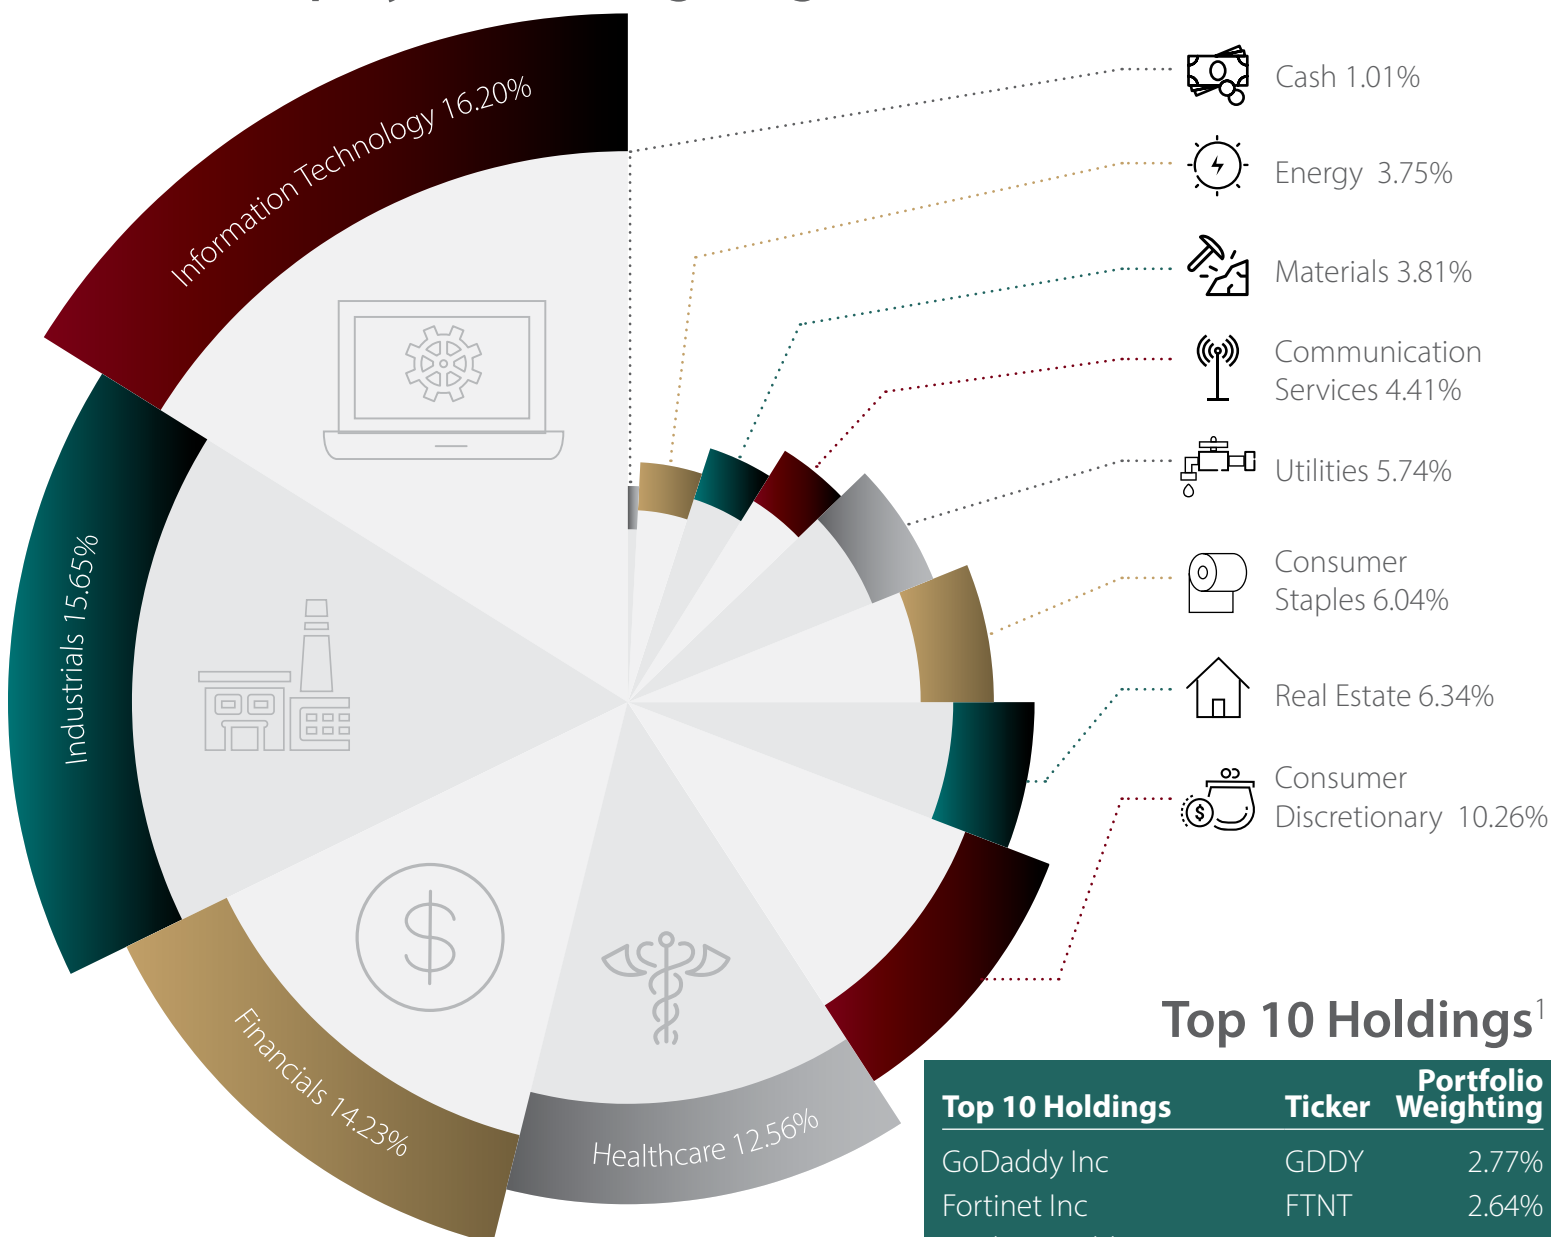 Cash 1.01%
Energy 3.75%
Materials 3.81%
Communication
Services 4.41%
Utilities 5.74%
Consumer
Staples 6.04%
Real Estate 6.34%
Consumer
Discretionary 10.26%
Information Technology 16.20%
Industrials 15.65%
Financials 14.23%
Healthcare 12.56%
Top 10 Holdings1
Top 10 Holdings Ticker Portfolio Weighting
GoDaddy Inc GDDY 2.77%
Fortinet Inc FTNT 2.64%